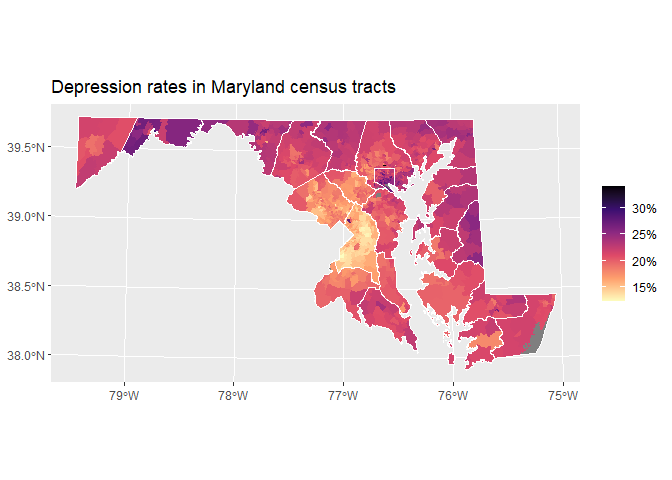 Depression rates in Maryland census tracts
39.5°N
39.0°N
38.5°N
38.0°N
79°W
78°W
77°W
76°W
75°W
30%
25%
20%
15%